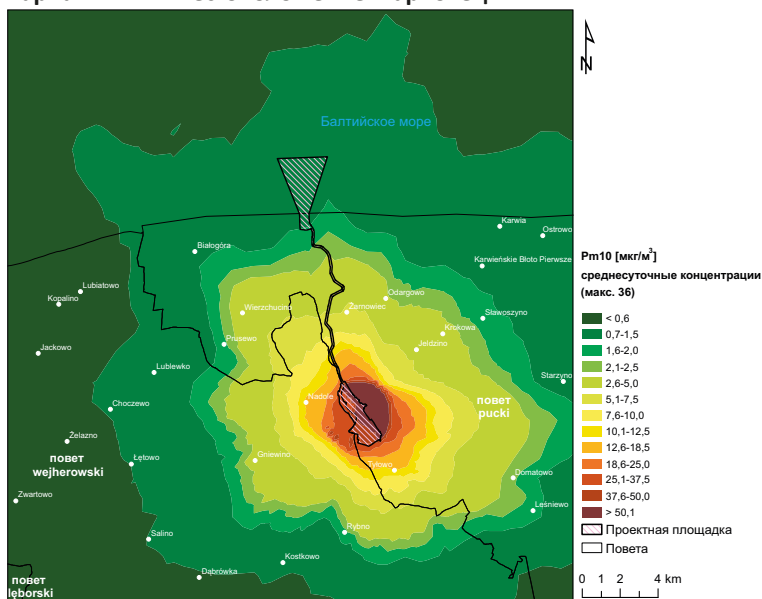 N
Балтийское море
Karwia
Ostrowo
Białogóra
Karwieńskie Błoto Pierwsze
Lubiatowo
Kopalino
Odargowo
Wierzchucino
Żarnowiec
Sławoszyno
Krokowa
Prusewo
Jeldzino
Jackowo
Lublewko
Starzyno
Nadole
Choczewo
повет
pucki
Żelazno
повет
wejherowski
Łętowo
Gniewino
Tyłowo
Domatowo
Zwartowo
Leśniewo
Rybno
Salino
Kostkowo
Dąbrówka
повет
lęborski
Pm10 [мкг/м³]
среднесуточные концентрации
(макс. 36)
< 0,6
0,7-1,5
1,6-2,0
2,1-2,5
2,6-5,0
5,1-7,5
7,6-10,0
10,1-12,5
12,6-18,5
18,6-25,0
25,1-37,5
37,6-50,0
> 50,1
Проектная площадка
Повета
0 1 2 4 km